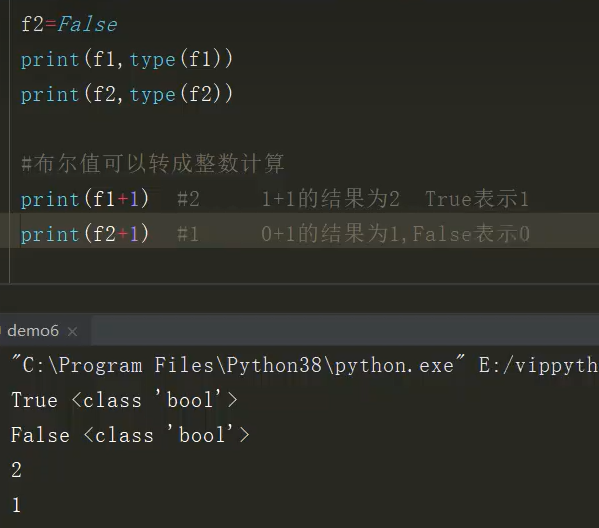 f2=False
print(f1,type(f1))
print(f2,type(f2))
#布尔值可以转成整数计算
print(f1+1)  #2     1+1的结果为2  True表示1
print(f2+1)  #1     0+1的结果为1,False表示0
demo6 ×
"C:\Program Files\Python38\python.exe" E:/vippyth
True <class 'bool'>
False <class 'bool'>
2
1